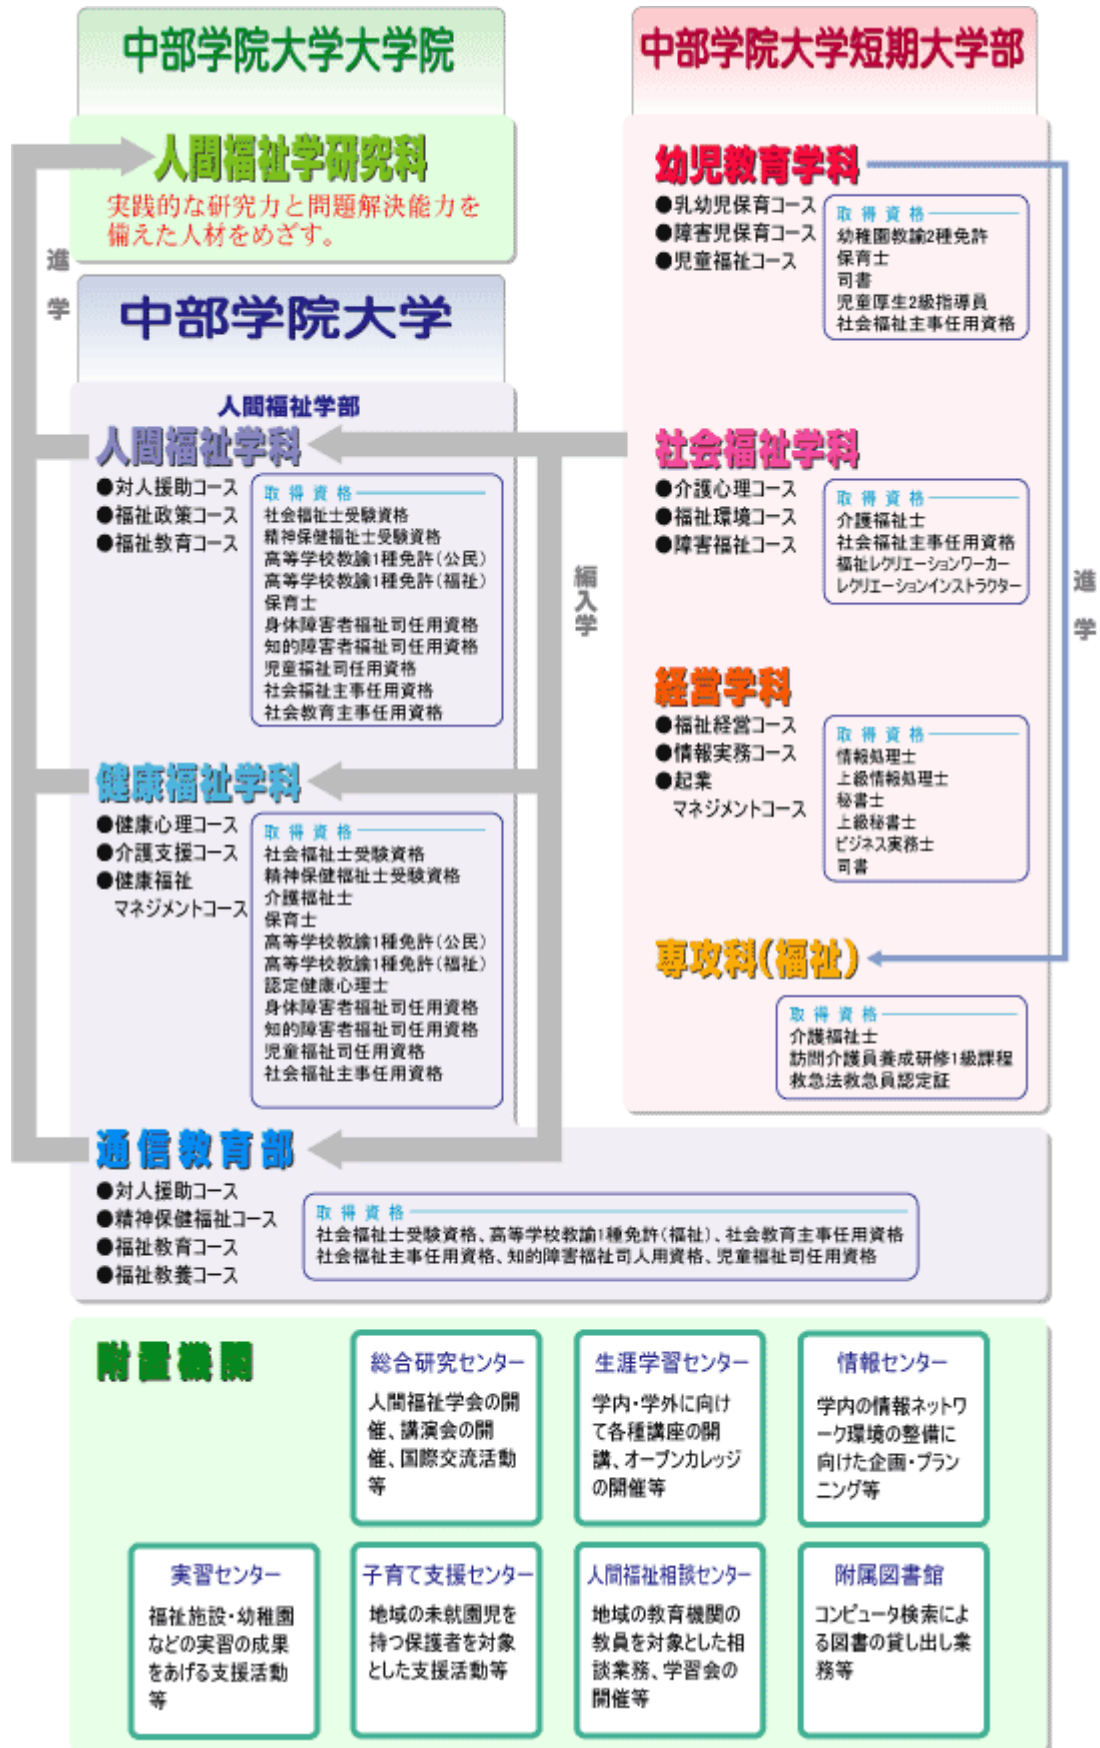 中部学院大学大学院
人間福祉学研究科
実践的な研究力と問題解決能力を
備えた人材をめざす。
進
学
中部学院大学
人間福祉学部
人間福祉学科
●対人援助コース
●福祉政策コース
●福祉教育コース
取得資格
社会福祉士受験資格
精神保健福祉士受験資格
高等学校教諭1種免許(公民)
高等学校教諭1種免許(福祉)
保育士
身体障害者福祉司任用資格
知的障害者福祉司任用資格
児童福祉司任用資格
社会福祉主事任用資格
社会教育主事任用資格
健康福祉学科
●健康心理コース
●介護支援コース
●健康福祉
マネジメントコース
取得資格
社会福祉士受験資格
精神保健福祉士受験資格
介護福祉士
保育士
高等学校教諭1種免許(公民)
高等学校教諭1種免許(福祉)
認定健康心理士
身体障害者福祉司任用資格
知的障害者福祉司任用資格
児童福祉司任用資格
社会福祉主事任用資格
通信教育部
●対人援助コース
●精神保健福祉コース
●福祉教育コース
●福祉教養コース
取得資格
社会福祉士受験資格、高等学校教諭1種免許(福祉)、社会教育主事任用資格
社会福祉主事任用資格、知的障害福祉司人用資格、児童福祉司任用資格
編入学
中部学院大学短期大学部
幼児教育学科
●乳幼児保育コース
●障害児保育コース
●児童福祉コース
取得資格
幼稚園教諭2種免許
保育士
司書
児童厚生2級指導員
社会福祉主事任用資格
社会福祉学科
●介護心理コース
●福祉環境コース
●障害福祉コース
取得資格
介護福祉士
社会福祉主事任用資格
福祉レクリエーションワーカー
レクリエーションインストラクター
経営学科
●福祉経営コース
●情報実務コース
●起業
マネジメントコース
取得資格
情報処理士
上級情報処理士
秘書士
上級秘書士
ビジネス実務士
司書
専攻科(福祉)
取得資格
介護福祉士
訪問介護員養成研修1級課程
救急法救急員認定証
進
学
附置機関
総合研究センター
人間福祉学会の開
催、講演会の開
催、国際交流活動
等
生涯学習センター
学内・学外に向け
て各種講座の開
講、オープンカレッジ
の開催等
情報センター
学内の情報ネットワ
ーク環境の整備に
向けた企画・プラン
ニング等
実習センター
福祉施設・幼稚園
などの実習の成果
をあげる支援活動
等
子育て支援センター
地域の未就園児を
持つ保護者を対象
とした支援活動等
人間福祉相談センター
地域の教育機関の
教員を対象とした相
談業務、学習会の
開催等
附属図書館
コンピュータ検索によ
る図書の貸し出し業
務等